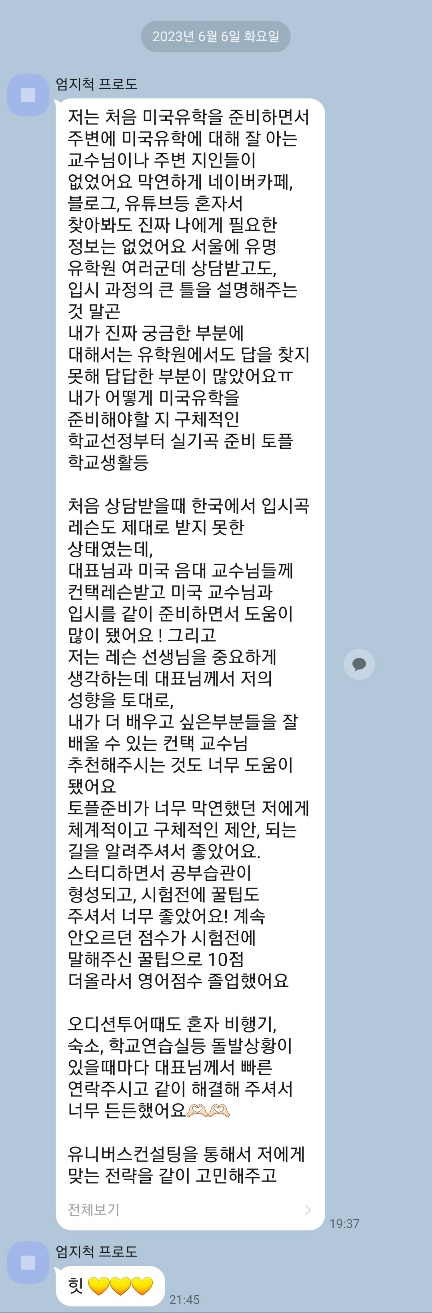 2023년 6월 6일 화요일
엄지척 프로도
저는 처음 미국유학을 준비하면서
주변에 미국유학에 대해 잘 아는
교수님이나 주변 지인들이
없었어요 막연하게 네이버카페,
블로그, 유튜브등 혼자서
찾아봐도 진짜 나에게 필요한
정보는 없었어요 서울에 유명
유학원 여러군데 상담받고도,
입시 과정의 큰 틀을 설명해주는
것 말곤
내가 진짜 궁금한 부분에
대해서는 유학원에서도 답을 찾지
못해 답답한 부분이 많았어요ㅠ
내가 어떻게 미국유학을
준비해야할 지 구체적인
학교선정부터 실기곡 준비 토플
학교생활등
처음 상담받을때 한국에서 입시곡
레슨도 제대로 받지 못한
상태였는데,
대표님과 미국 음대 교수님들께
컨택레슨받고 미국 교수님과
입시를 같이 준비하면서 도움이
많이 됐어요 ! 그리고
저는 레슨 선생님을 중요하게
생각하는데 대표님께서 저의
성향을 토대로,
내가 더 배우고 싶은부분들을 잘
배울 수 있는 컨택 교수님
추천해주시는 것도 너무 도움이
됐어요
토플준비가 너무 막연했던 저에게
체계적이고 구체적인 제안, 되는
길을 알려주셔서 좋았어요.
스터디하면서 공부습관이
형성되고, 시험전에 꿀팁도
주셔서 너무 좋았어요! 계속
안오르던 점수가 시험전에
말해주신 꿀팁으로 10점
더올라서 영어점수 졸업했어요
오디션투어때도 혼자 비행기,
숙소, 학교연습실등 돌발상황이
있을때마다 대표님께서 빠른
연락주시고 같이 해결해 주셔서
너무 든든했어요🫶🏻🫶🏻
유니버스컨설팅을 통해서 저에게
맞는 전략을 같이 고민해주고
전체보기
19:37
엄지척 프로도
힛 💛💛💛
21:45